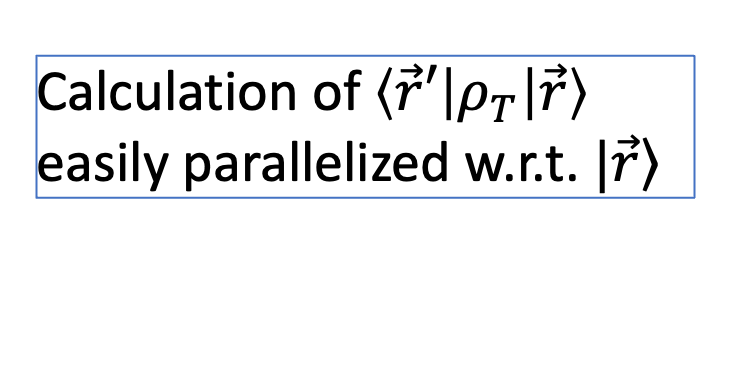 Calculation of ⟨r⃗′|ρ_T|r⃗⟩
easily parallelized w.r.t. |r⃗⟩